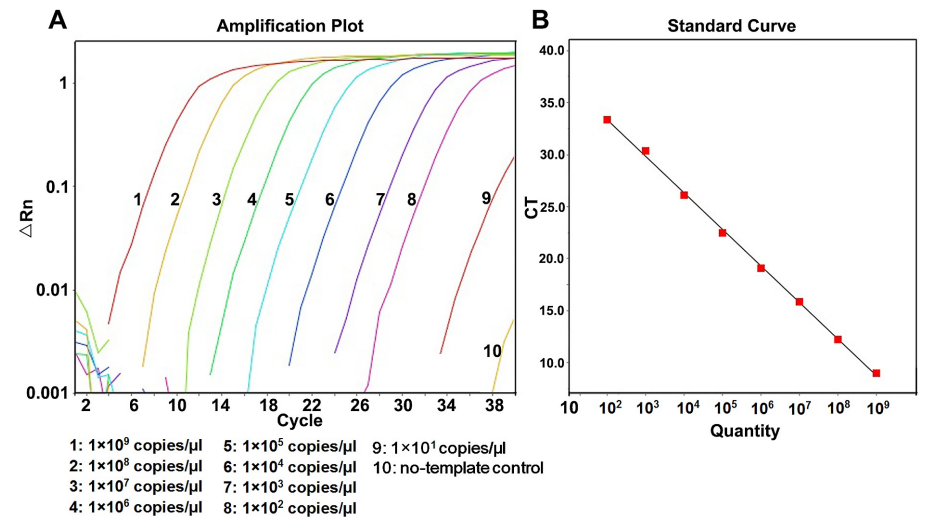 A
Amplification Plot
1
0.1
0.01
0.001
△Rn
1 2 3 4 5 6 7 8 9
10
2 6 10 14 18 22 26 30 34 38
Cycle
1: 1×10⁹ copies/µl
2: 1×10⁸ copies/µl
3: 1×10⁷ copies/µl
4: 1×10⁶ copies/µl
5: 1×10⁵ copies/µl
6: 1×10⁴ copies/µl
7: 1×10³ copies/µl
8: 1×10² copies/µl
9: 1×10¹ copies/µl
10: no-template control
B
Standard Curve
40.0
35.0
30.0
25.0
20.0
15.0
10.0
CT
10 10² 10³ 10⁴ 10⁵ 10⁶ 10⁷ 10⁸ 10⁹
Quantity